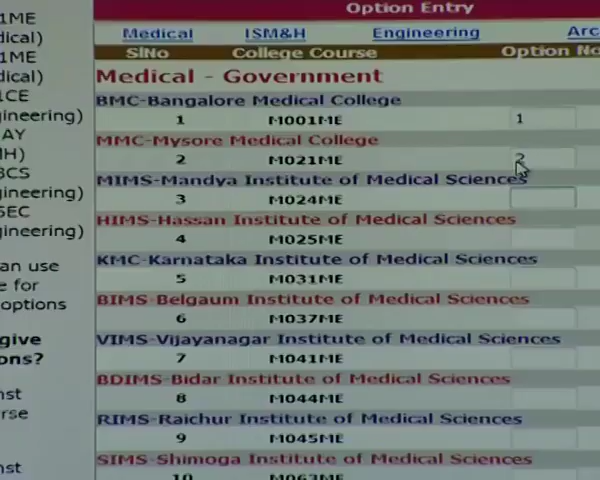 Option Entry
Medical ISM&H Engineering Arc
SlNo College Course Option No
Medical - Government
BMC-Bangalore Medical College
1 M001ME 1
MMC-Mysore Medical College
2 M021ME 2
MIMS-Mandya Institute of Medical Sciences
3 M024ME
HIMS-Hassan Institute of Medical Sciences
4 M025ME
KMC-Karnataka Institute of Medical Sciences
5 M031ME
BIMS-Belgaum Institute of Medical Sciences
6 M037ME
VIMS-Vijayanagar Institute of Medical Sciences
7 M041ME
BDIMS-Bidar Institute of Medical Sciences
8 M044ME
RIMS-Raichur Institute of Medical Sciences
9 M045ME
SIMS-Shimoga Institute of Medical Sciences
10 M063ME
1ME
dical)
1ME
dical)
1CE
gineering)
AY
H)
BCS
gineering)
SEC
gineering)
an use
e for
options
give
ons?
nst
rse
nst